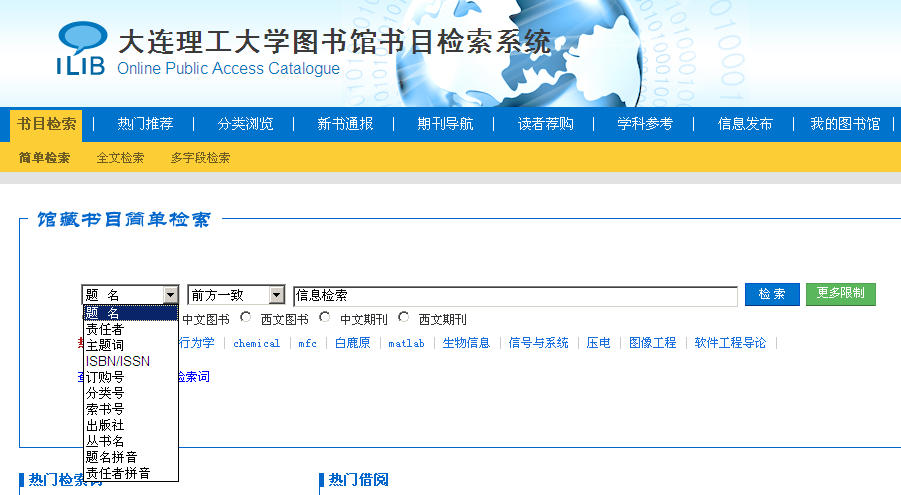 大连理工大学图书馆书目检索系统
ILIB Online Public Access Catalogue
书目检索 热门推荐 分类浏览 新书通报 期刊导航 读者荐购 学科参考 信息发布 我的图书馆
简单检索 全文检索 多字段检索
馆藏书目简单检索
题 名 前方一致 信息检索 检 索 更多限制
题 名 中文图书 西文图书 中文期刊 西文期刊
责任者
主题词 行为学 chemical mfc 白鹿原 matlab 生物信息 信号与系统 压电 图像工程 软件工程导论
ISBN/ISSN
订购号 检索词
分类号
索书号
出版社
丛书名
题名拼音
责任者拼音
热门检索 热门借阅